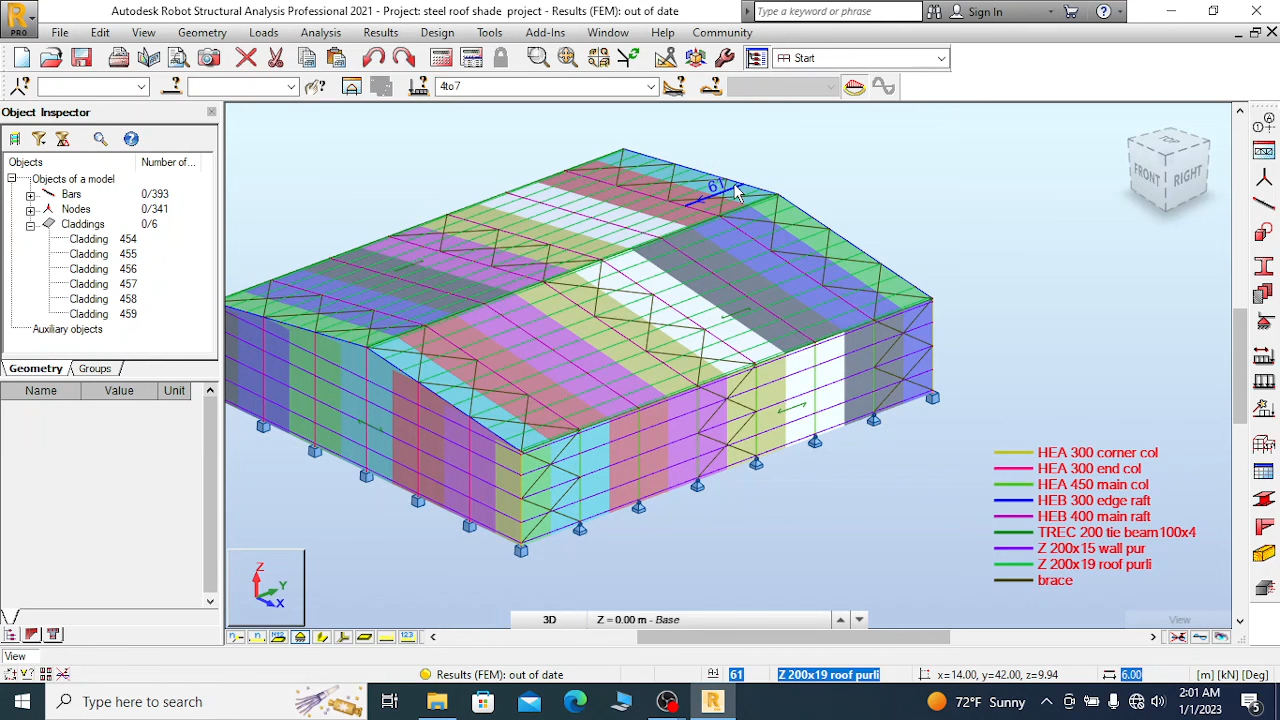 PRO
Autodesk Robot Structural Analysis Professional 2021 - Project: steel roof shade project - Results (FEM): out of date
Type a keyword or phrase
Sign In
File Edit View Geometry Loads Analysis Results Design Tools Add-Ins Window Help Community
Start
4to7
Object Inspector
Objects Number of...
Objects of a model
Bars 0/393
Nodes 0/341
Claddings 0/6
Cladding 454
Cladding 455
Cladding 456
Cladding 457
Cladding 458
Cladding 459
Auxiliary objects
Geometry Groups
Name Value Unit
61
TOP
FRONT RIGHT
HEA 300 corner col
HEA 300 end col
HEA 450 main col
HEB 300 edge raft
HEB 400 main raft
TREC 200 tie beam100x4
Z 200x15 wall pur
Z 200x19 roof purli
brace
Z
Y
X
3D Z = 0.00 m - Base
View
View
Results (FEM): out of date
61
Z 200x19 roof purli
x=14.00, y=42.00, z=9.94
6.00
[m] [kN] [Deg]
Type here to search
72°F Sunny
2:01 AM
1/1/2023
5